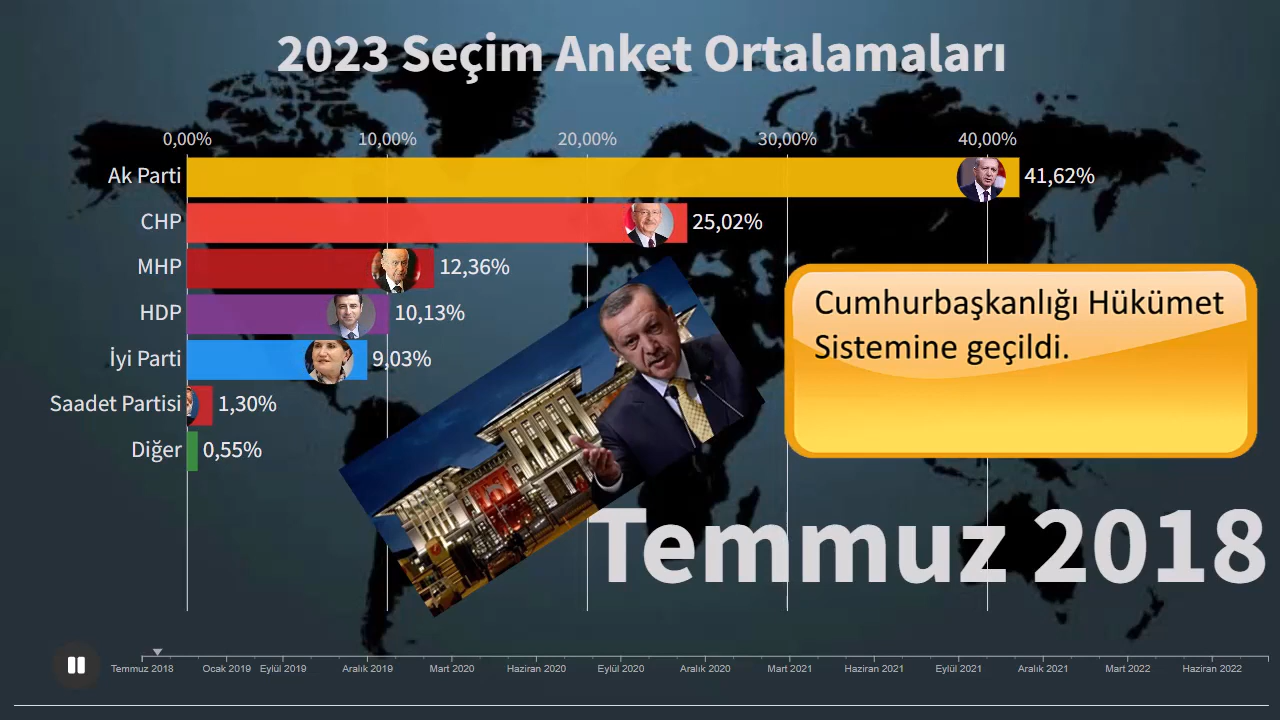 2023 Seçim Anket Ortalamaları
0,00% 10,00% 20,00% 30,00% 40,00%
Ak Parti 41,62%
CHP 25,02%
MHP 12,36%
HDP 10,13%
İyi Parti 9,03%
Saadet Partisi 1,30%
Diğer 0,55%
Cumhurbaşkanlığı Hükümet
Sistemine geçildi.
Temmuz 2018
Temmuz 2018 Ocak 2019 Eylül 2019 Aralık 2019 Mart 2020 Haziran 2020 Eylül 2020 Aralık 2020 Mart 2021 Haziran 2021 Eylül 2021 Aralık 2021 Mart 2022 Haziran 2022